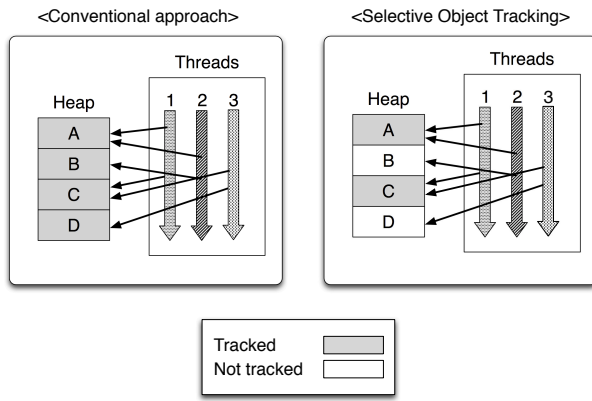 <Conventional approach>
Threads
Heap
1 2 3
A
B
C
D
<Selective Object Tracking>
Threads
Heap
1 2 3
A
B
C
D
Tracked
Not tracked